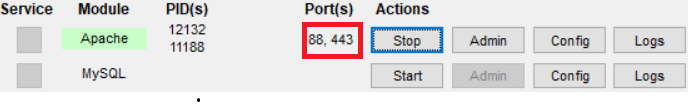 Service Module PID(s) Port(s) Actions
Apache 12132 11188 88, 443 Stop Admin Config Logs
MySQL Start Admin Config Logs